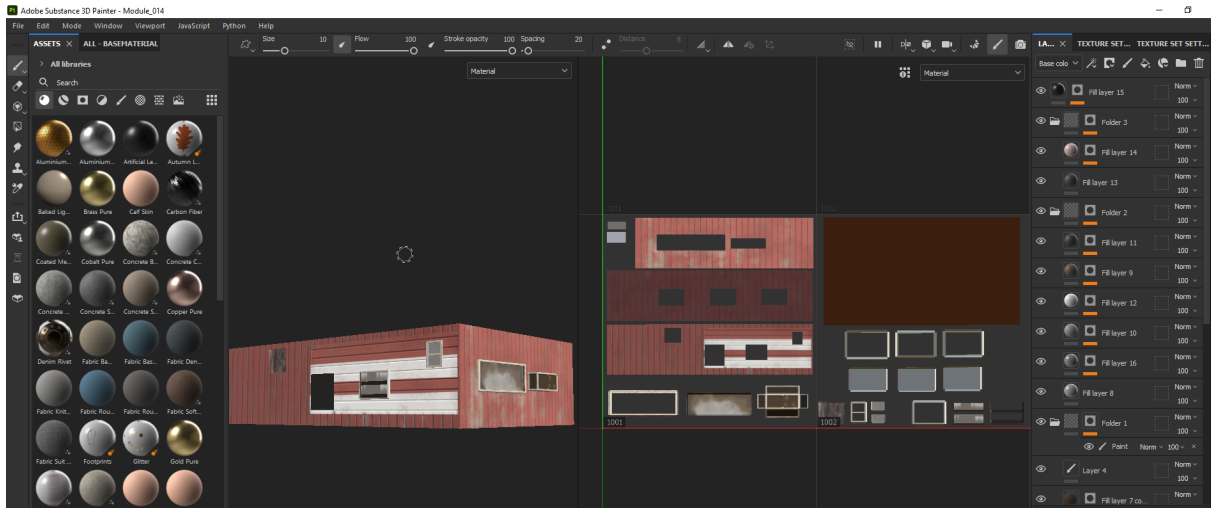 Pt Adobe Substance 3D Painter - Module_014
File Edit Mode Window Viewport JavaScript Python Help
ASSETS × ALL - BASEMATERIAL
Size 10 Flow 100 Stroke opacity 100 Spacing 20 Distance 8
LA... × TEXTURE SET... TEXTURE SET SETT...
All libraries
Search
Material
Material
Base colo
Aluminium... Aluminium... Artificial Le... Autumn L...
Baked Lig... Brass Pure Calf Skin Carbon Fiber
Coated Me... Cobalt Pure Concrete B... Concrete C...
Concrete ... Concrete S... Concrete S... Copper Pure
Denim Rivet Fabric Ba... Fabric Bas... Fabric Den...
Fabric Knit... Fabric Rou... Fabric Rou... Fabric Soft...
Fabric Suit ... Footprints Glitter Gold Pure
1011 1012
1001 1002
Fill layer 15 Norm 100
Folder 3 Norm 100
Fill layer 14 Norm 100
Fill layer 13 Norm 100
Folder 2 Norm 100
Fill layer 11 Norm 100
Fill layer 9 Norm 100
Fill layer 12 Norm 100
Fill layer 10 Norm 100
Fill layer 16 Norm 100
Fill layer 8 Norm 100
Folder 1 Norm 100
Paint Norm 100 ×
Layer 4 Norm 100
Fill layer 7 co... Norm 100